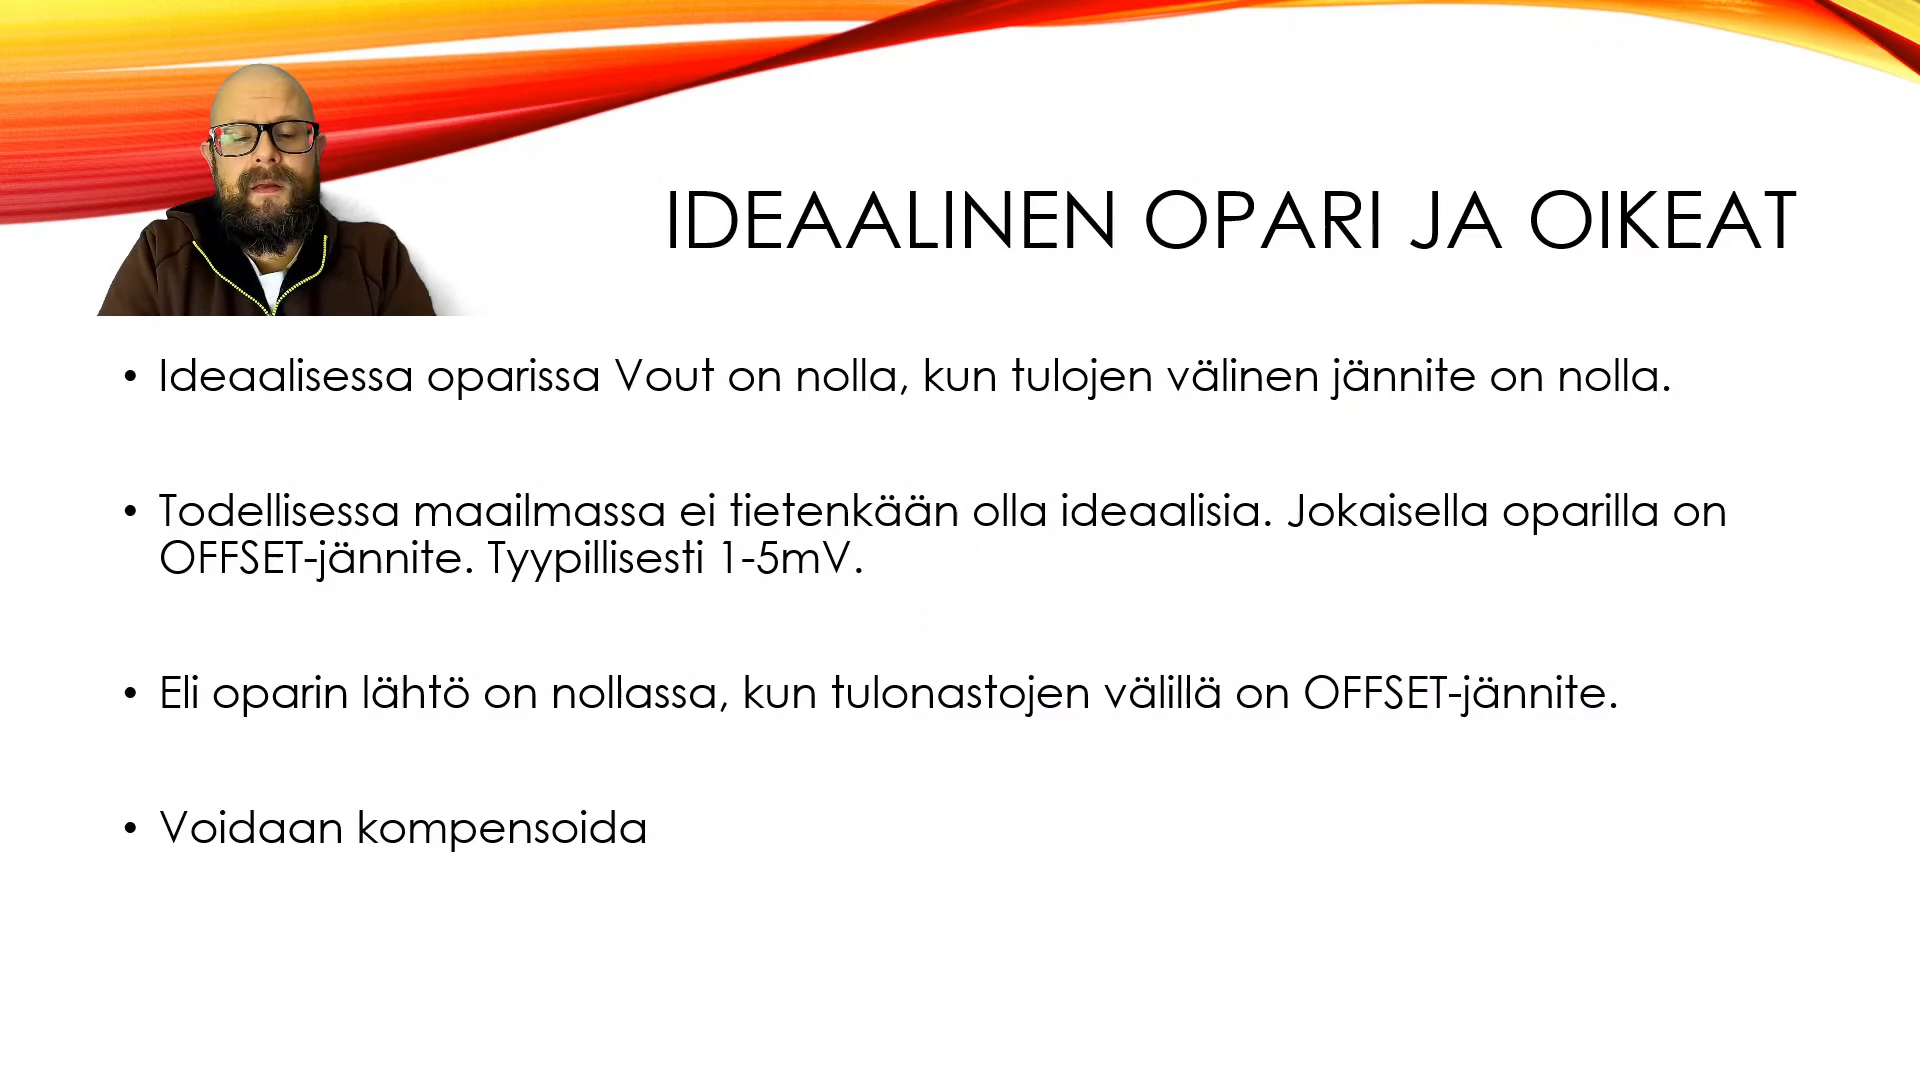 IDEAALINEN OPARI JA OIKEAT
• Ideaalisessa oparissa Vout on nolla, kun tulojen välinen jännite on nolla.
• Todellisessa maailmassa ei tietenkään olla ideaalisia. Jokaisella oparilla on
OFFSET-jännite. Tyypillisesti 1-5mV.
• Eli oparin lähtö on nollassa, kun tulonastojen välillä on OFFSET-jännite.
• Voidaan kompensoida